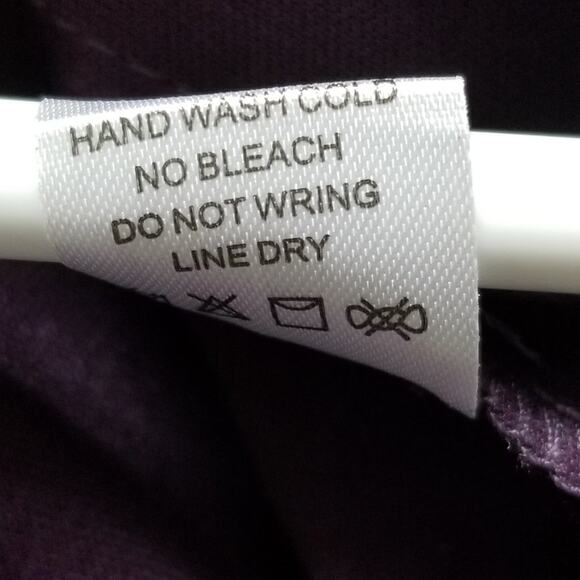 HAND WASH COLD
NO BLEACH
DO NOT WRING
LINE DRY